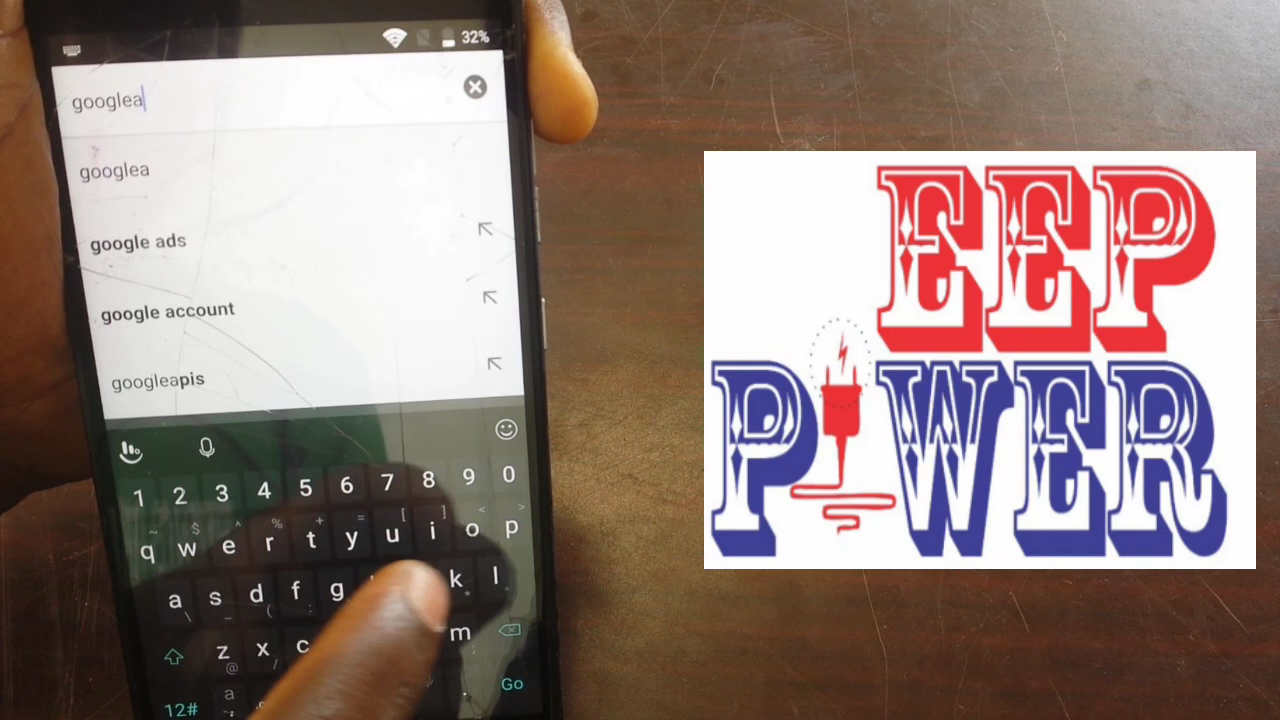 32%
googlea
googlea
google ads
google account
googleapis
1 2 3 4 5 6 7 8 9 0
~ $ ^ % + = [ ] < >
q w e r t y u i o p
a s d f g k l
z x c m
@ /
a
12# Go
EEP
POWER